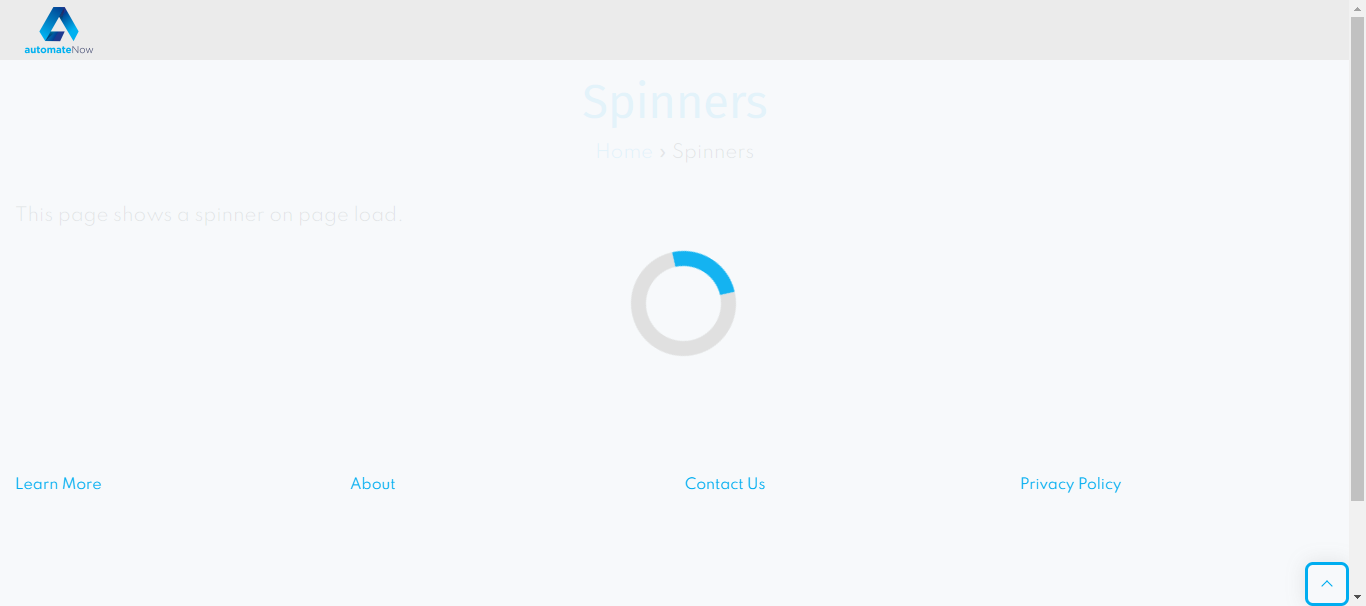 automateNow
Spinners
Home › Spinners
This page shows a spinner on page load.
Learn More
About
Contact Us
Privacy Policy